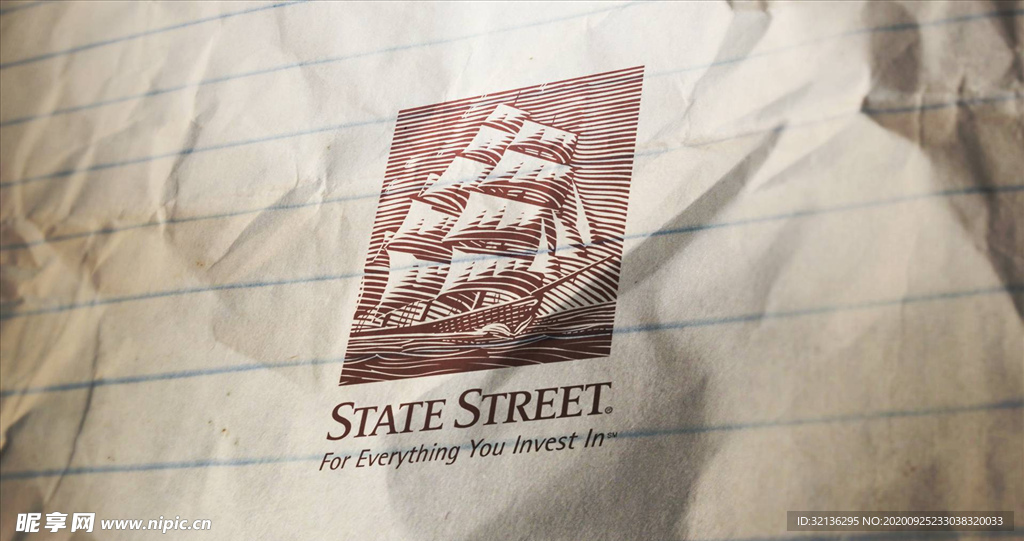 STATE STREET®
For Everything You Invest In℠
昵享网 www.nipic.cn
ID:32136295 NO:20200925233038320033